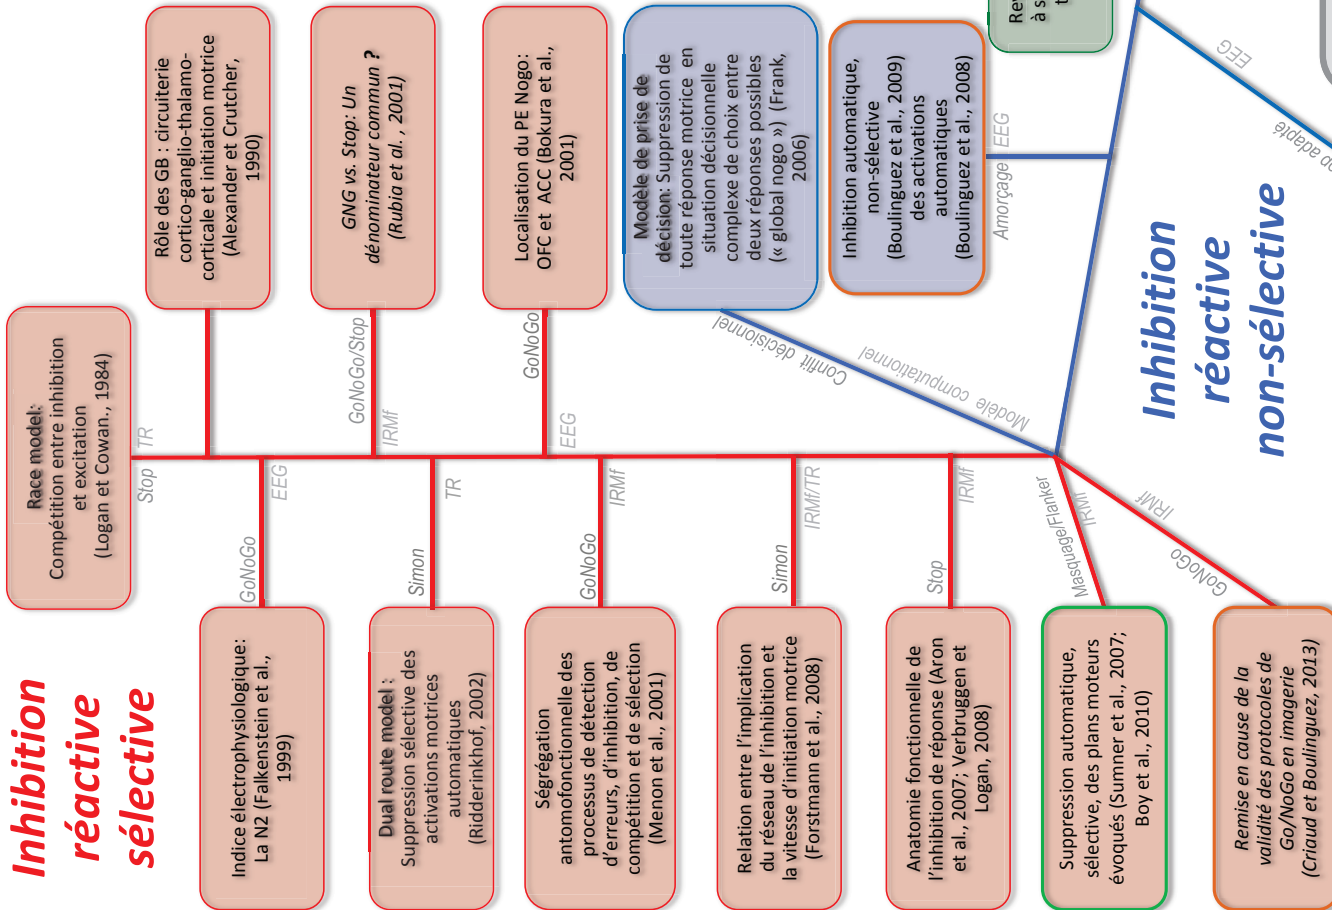 Inhibition
réactive
sélective
Race model:
Compétition entre inhibition
et excitation
(Logan et Cowan., 1984)
Stop
TR
Rôle des GB : circuiterie
cortico-ganglio-thalamo-
corticale et initiation motrice
(Alexander et Crutcher,
1990)
GoNoGo
EEG
Indice électrophysiologique:
La N2 (Falkenstein et al.,
1999)
GoNoGo/Stop
IRMf
GNG vs. Stop: Un
dénominateur commun ?
(Rubia et al., 2001)
Simon
TR
Dual route model :
Suppression sélective des
activations motrices
automatiques
(Ridderinkhof, 2002)
GoNoGo
EEG
Localisation du PE Nogo:
OFC et ACC (Bokura et al.,
2001)
GoNoGo
IRMf
Ségrégation
antomofonctionnelle des
processus de détection
d'erreurs, d'inhibition, de
compétition et de sélection
(Menon et al., 2001)
Conflit décisionnel
Modèle computationnel
Modèle de prise de
décision: Suppression de
toute réponse motrice en
situation décisionnelle
complexe de choix entre
deux réponses possibles
(« global nogo ») (Frank,
2006)
Simon
IRMf/TR
Relation entre l'implication
du réseau de l'inhibition et
la vitesse d'initiation motrice
(Forstmann et al., 2008)
Amorçage
EEG
Inhibition automatique,
non-sélective
(Boulinguez et al., 2009)
des activations
automatiques
(Boulinguez et al., 2008)
Stop
IRMf
Anatomie fonctionnelle de
l'inhibition de réponse (Aron
et al., 2007; Verbruggen et
Logan, 2008)
Masquage/Flanker
IRMf
Suppression automatique,
sélective, des plans moteurs
évoqués (Sumner et al., 2007;
Boy et al., 2010)
GoNoGo
IRMf
Remise en cause de la
validité des protocoles de
Go/NoGo en imagerie
(Criaud et Boulinguez, 2013)
Inhibition
réactive
non-sélective
EEG
adapté
à s